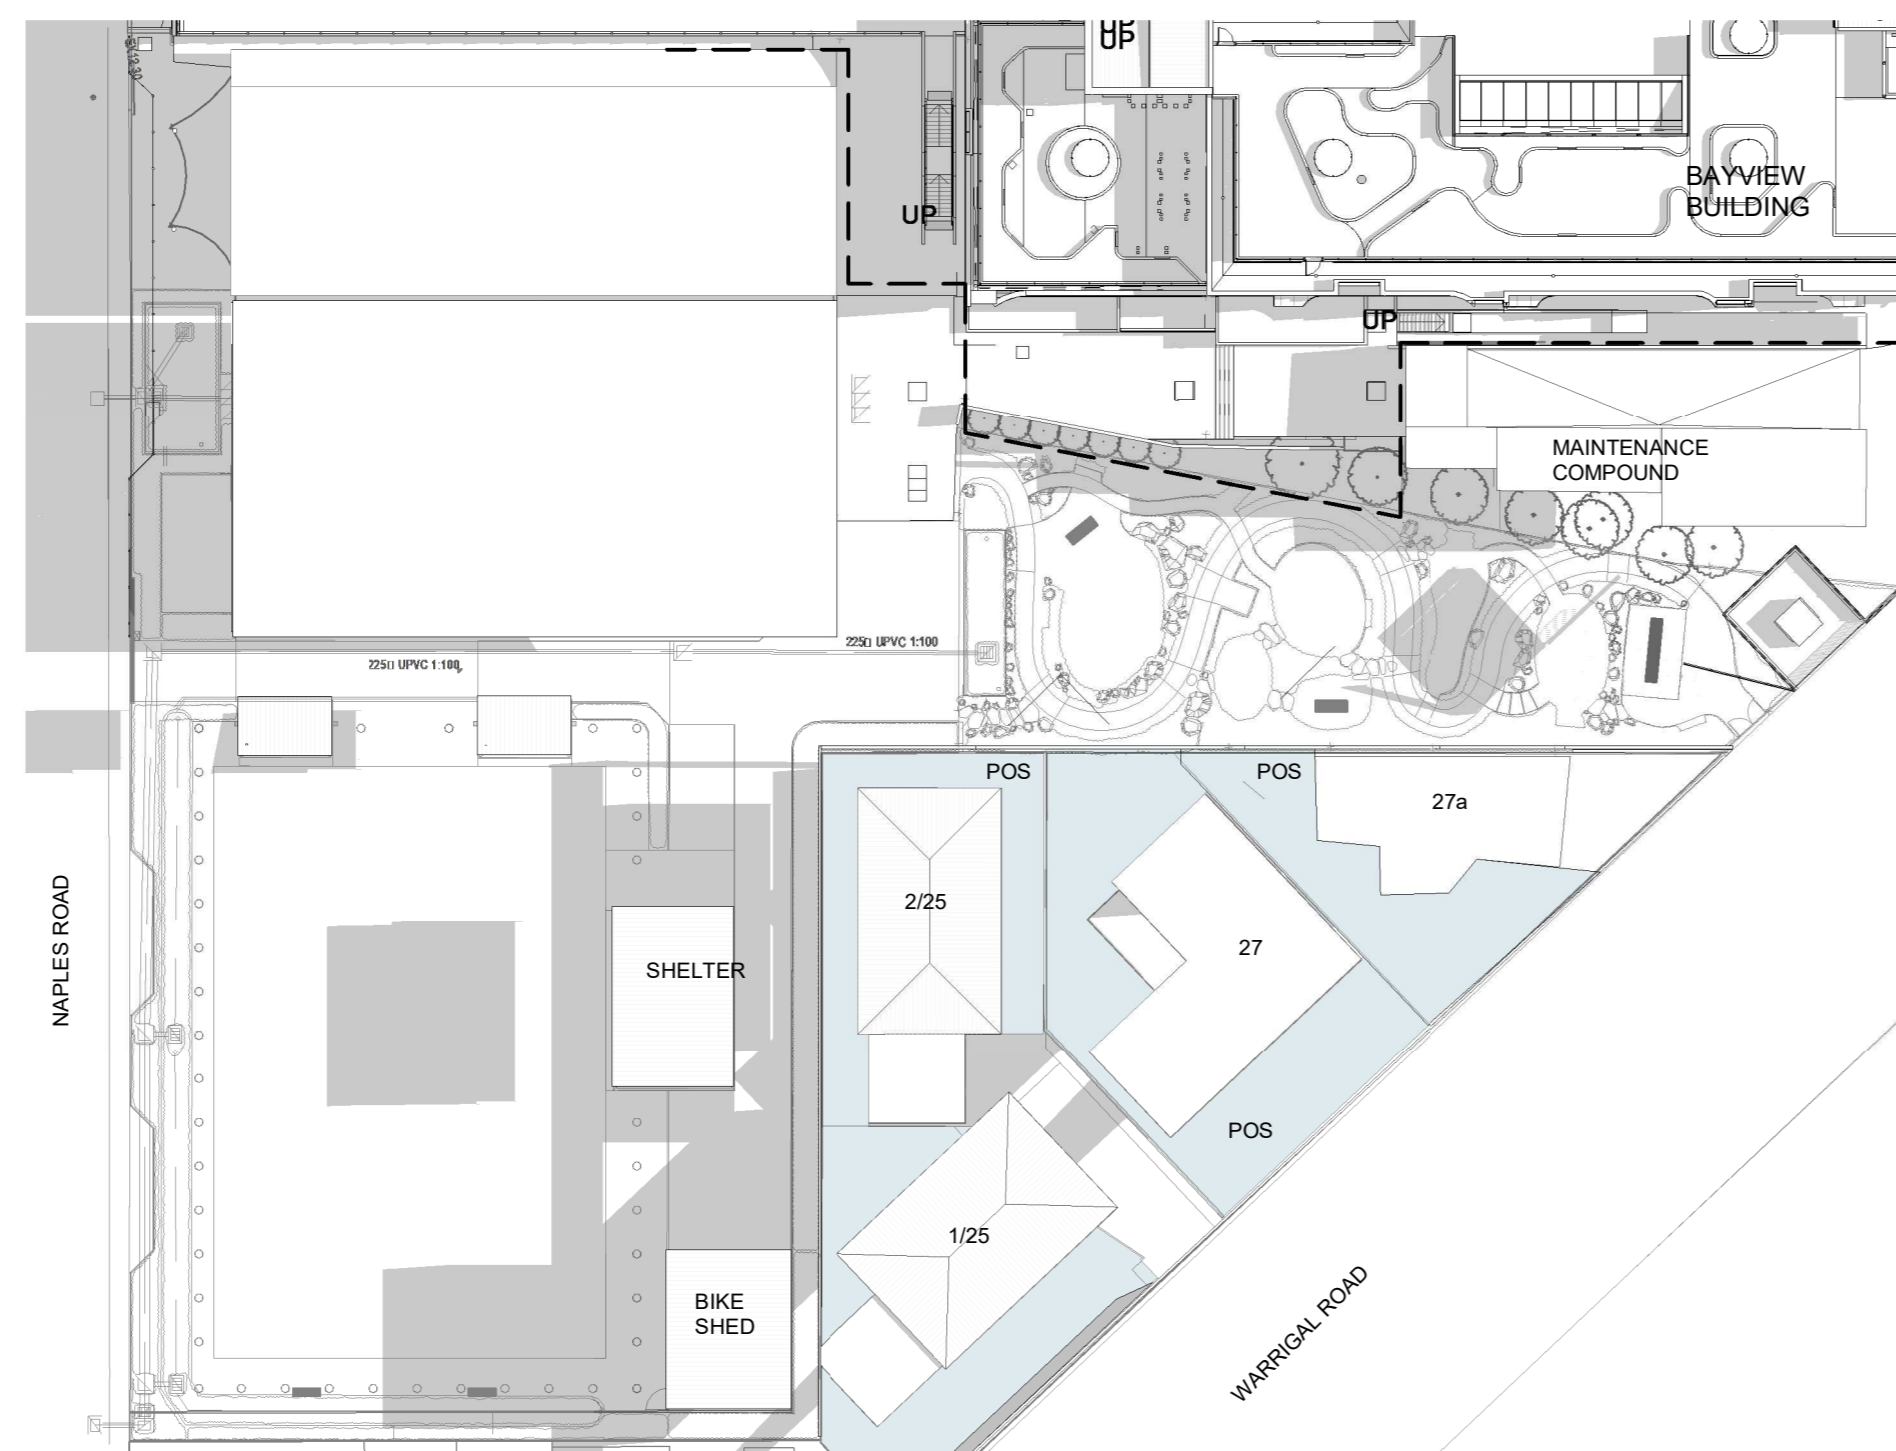 UP
UP
BAYVIEW
BUILDING
UP
UP
MAINTENANCE
COMPOUND
225▯ UPVC 1:100
225▯ UPVC 1:100
POS
POS
27a
2/25
27
NAPLES ROAD
SHELTER
POS
1/25
BIKE
SHED
WARRIGAL ROAD